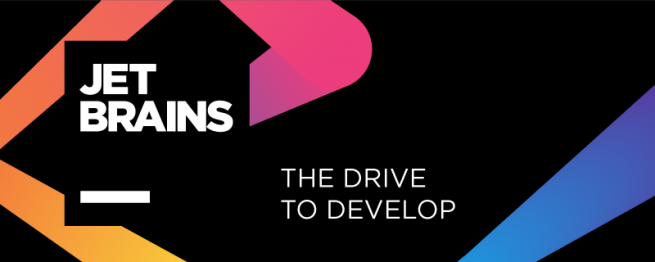 JET
BRAINS
THE DRIVE
TO DEVELOP